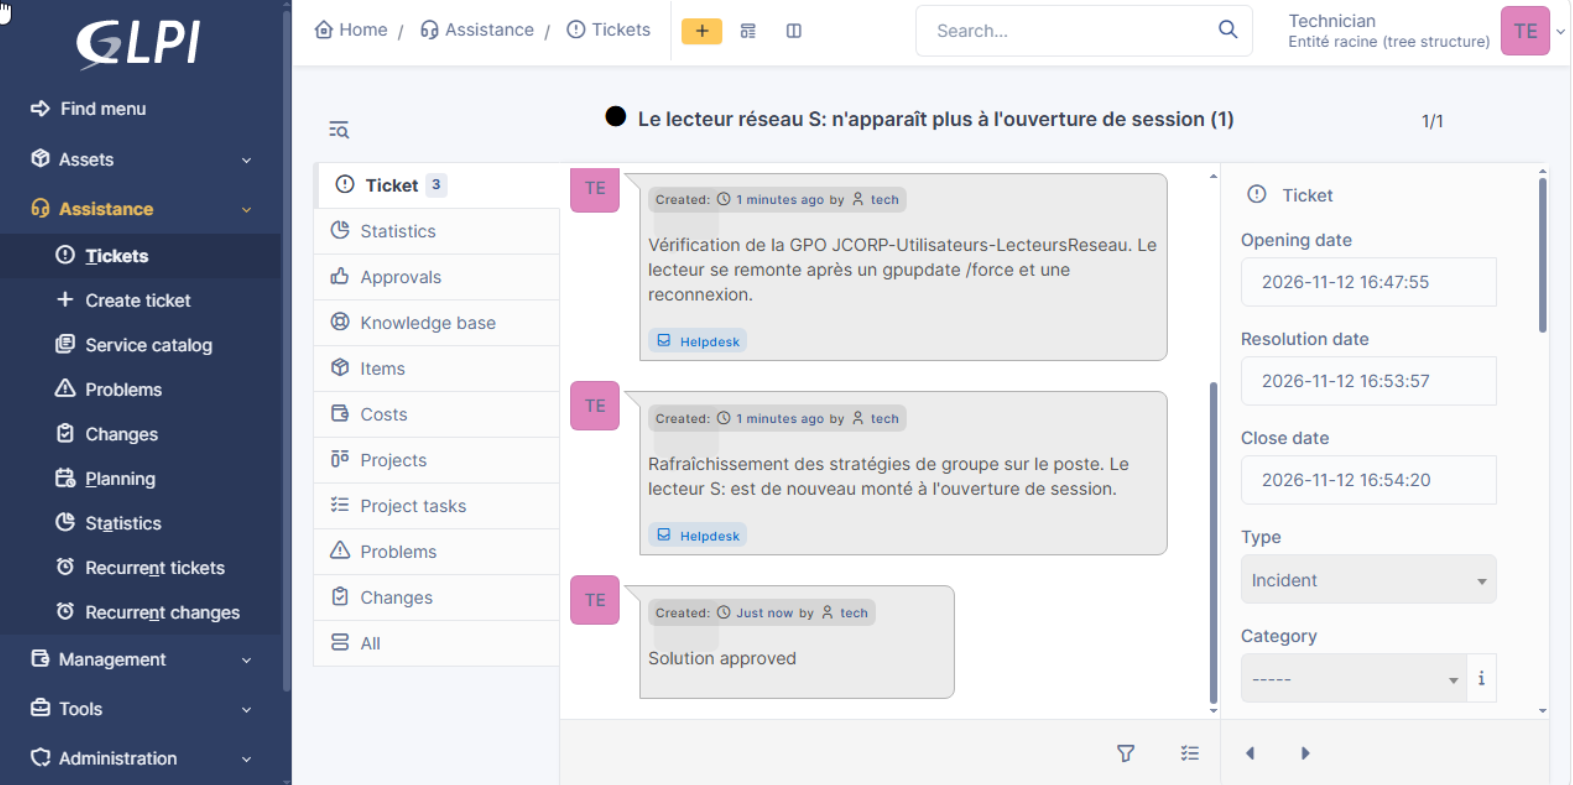 GLPI
Find menu
Assets
Assistance
Tickets
Create ticket
Service catalog
Problems
Changes
Planning
Statistics
Recurrent tickets
Recurrent changes
Management
Tools
Administration
Home / Assistance / Tickets
+
Search...
Technician
Entité racine (tree structure)
TE
Le lecteur réseau S: n'apparaît plus à l'ouverture de session (1)
1/1
Ticket 3
Statistics
Approvals
Knowledge base
Items
Costs
Projects
Project tasks
Problems
Changes
All
TE
Created: 1 minutes ago by tech
Vérification de la GPO JCORP-Utilisateurs-LecteursReseau. Le
lecteur se remonte après un gpupdate /force et une
reconnexion.
Helpdesk
TE
Created: 1 minutes ago by tech
Rafraîchissement des stratégies de groupe sur le poste. Le
lecteur S: est de nouveau monté à l'ouverture de session.
Helpdesk
TE
Created: Just now by tech
Solution approved
Ticket
Opening date
2026-11-12 16:47:55
Resolution date
2026-11-12 16:53:57
Close date
2026-11-12 16:54:20
Type
Incident
Category
-----
i